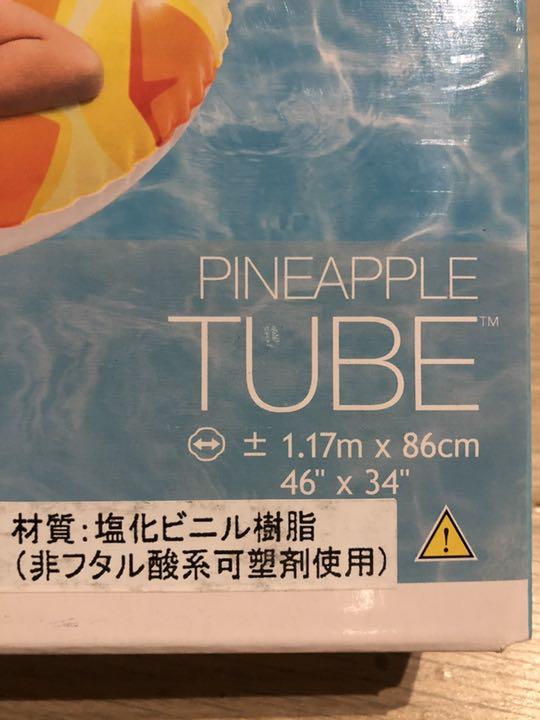 PINEAPPLE
TUBE™
± 1.17m x 86cm
46" x 34"
材質:塩化ビニル樹脂
(非フタル酸系可塑剤使用)